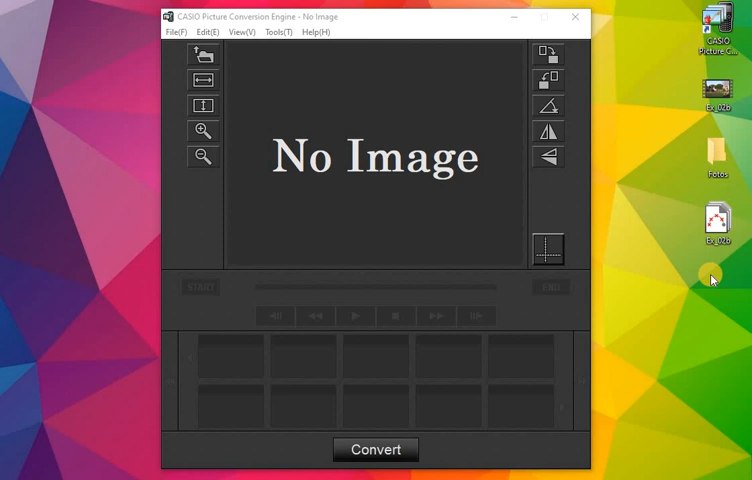 CASIO Picture Conversion Engine - No Image
File(F) Edit(E) View(V) Tools(T) Help(H)
No Image
START
END
Convert
CASIO
Picture C...
Ex_02b
Fotos
Ex_02b